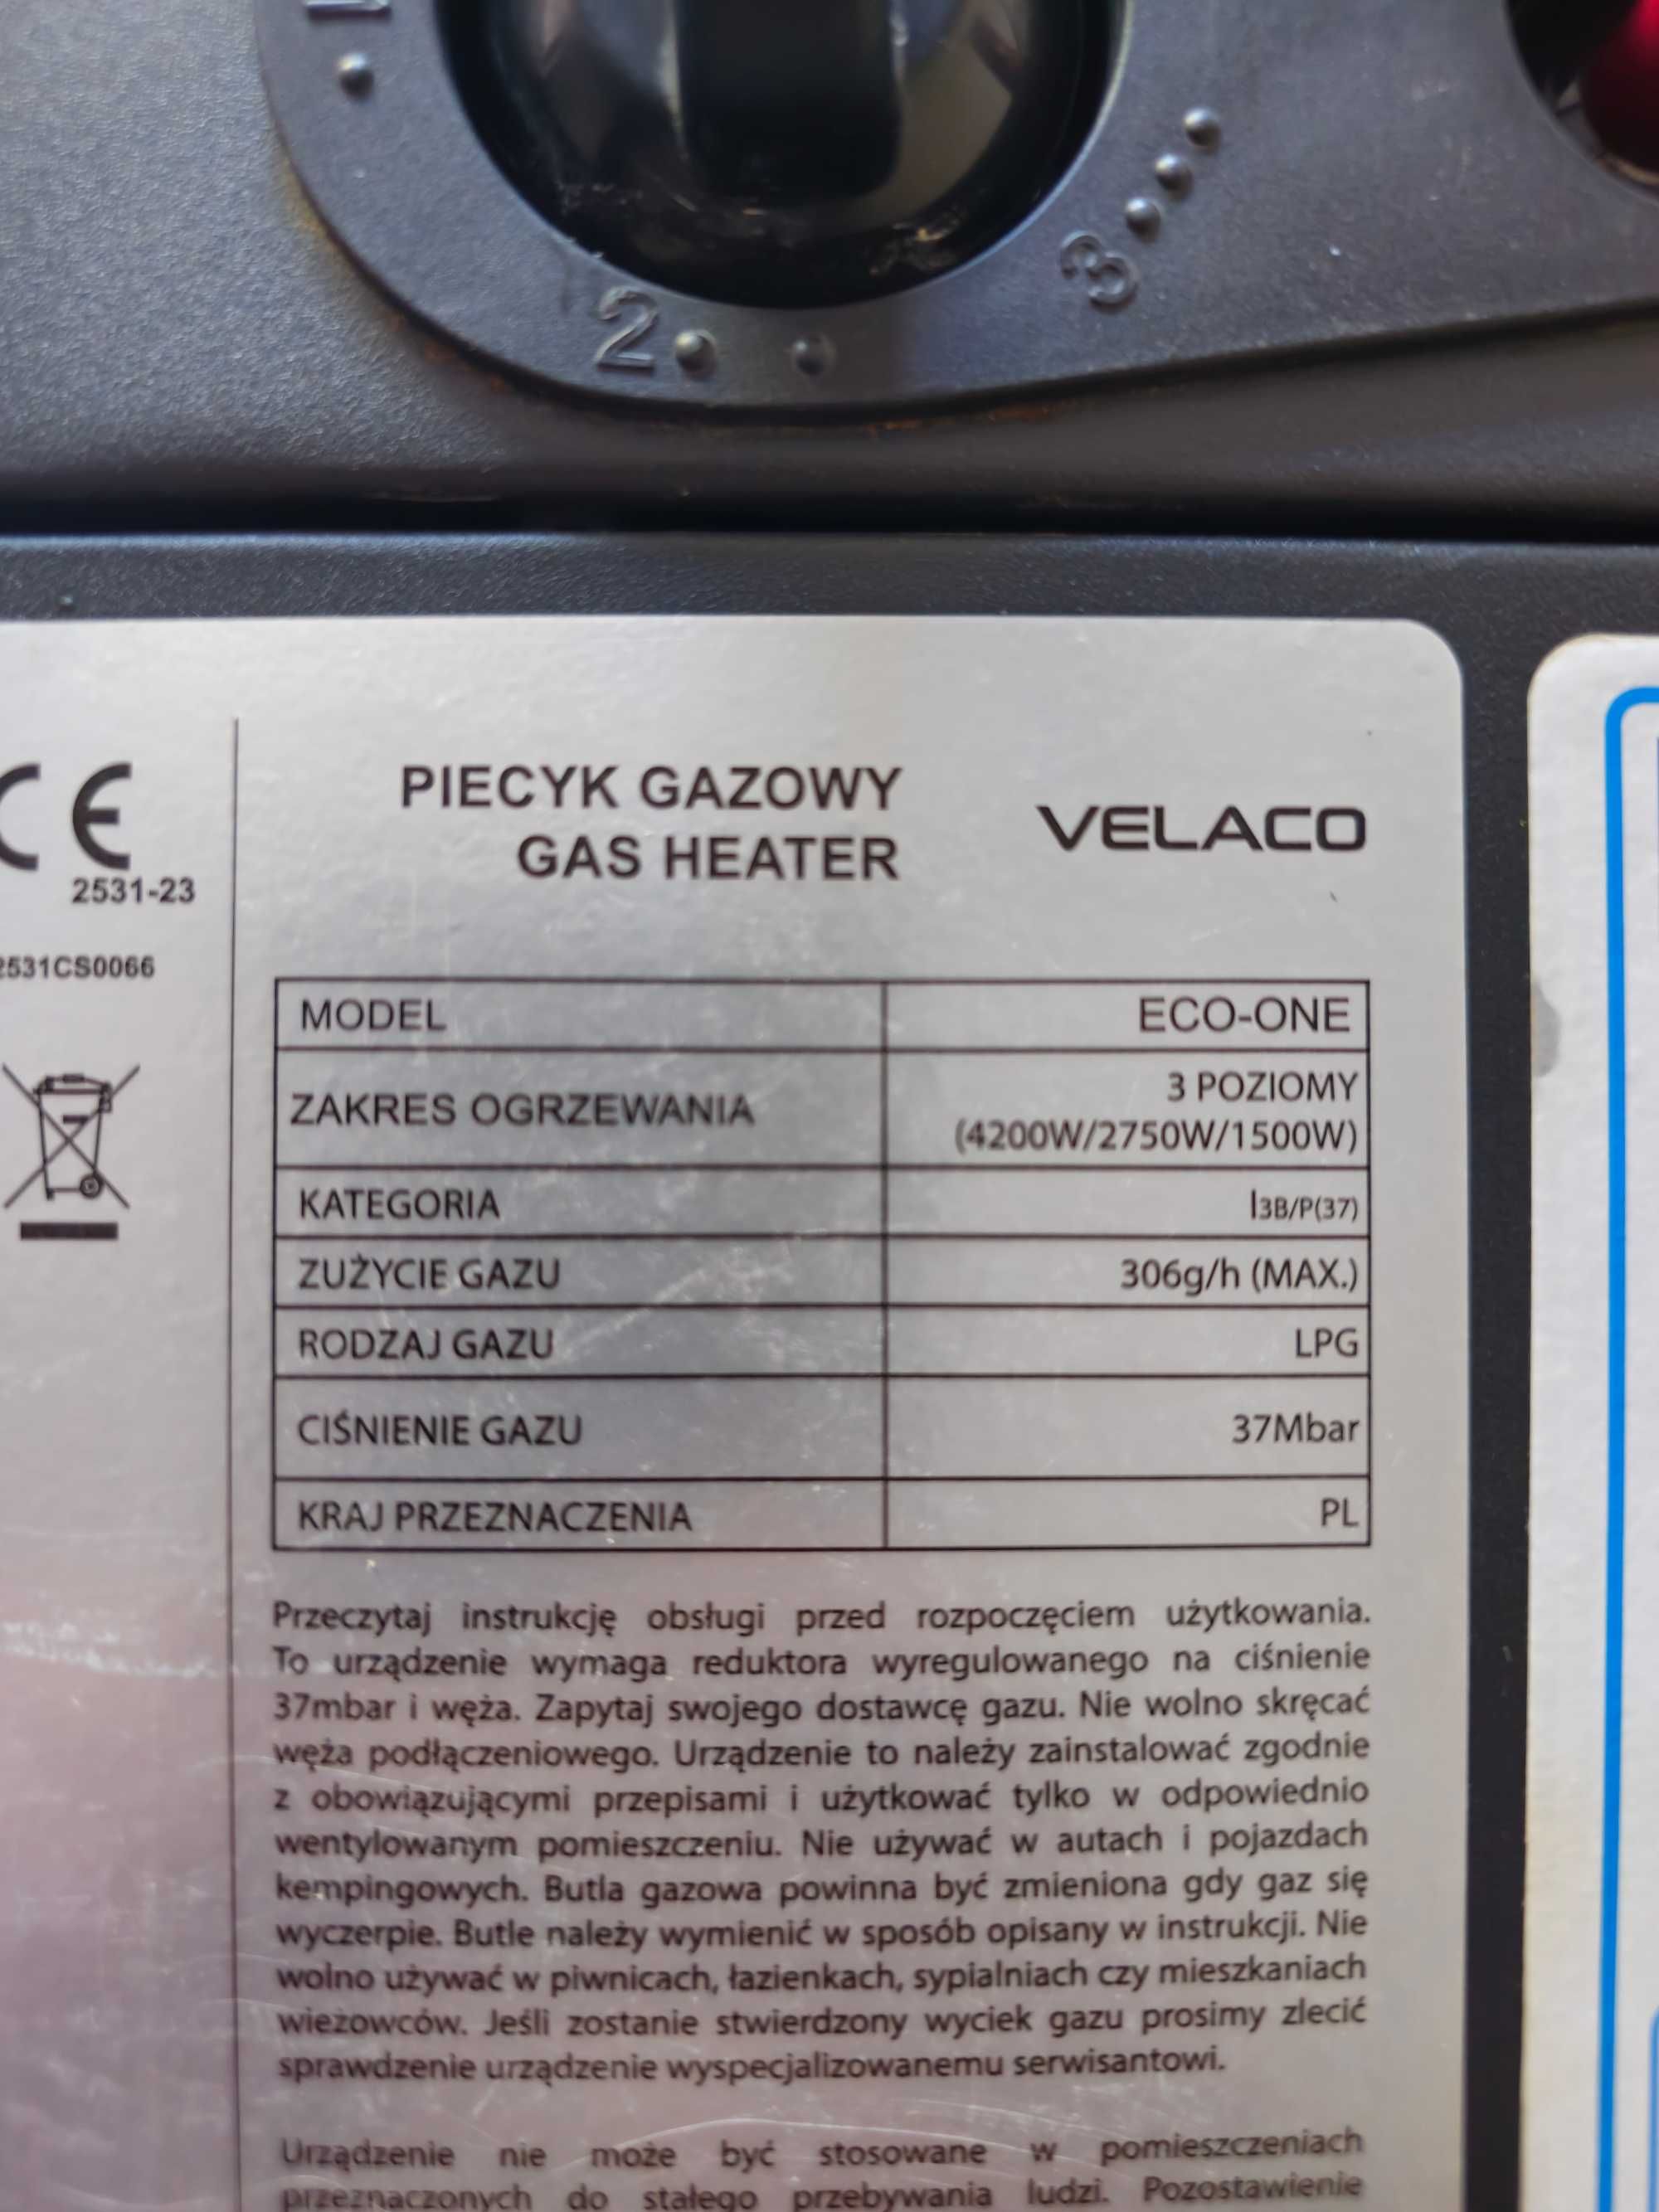 2
3
CE
2531-23
2531CS0066
PIECYK GAZOWY
GAS HEATER
VELACO
MODEL ECO-ONE
ZAKRES OGRZEWANIA 3 POZIOMY
(4200W/2750W/1500W)
KATEGORIA I3B/P(37)
ZUŻYCIE GAZU 306g/h (MAX.)
RODZAJ GAZU LPG
CIŚNIENIE GAZU 37Mbar
KRAJ PRZEZNACZENIA PL
Przeczytaj instrukcję obsługi przed rozpoczęciem użytkowania.
To urządzenie wymaga reduktora wyregulowanego na ciśnienie
37mbar i węża. Zapytaj swojego dostawcę gazu. Nie wolno skręcać
węża podłączeniowego. Urządzenie to należy zainstalować zgodnie
z obowiązującymi przepisami i użytkować tylko w odpowiednio
wentylowanym pomieszczeniu. Nie używać w autach i pojazdach
kempingowych. Butla gazowa powinna być zmieniona gdy gaz się
wyczerpie. Butle należy wymienić w sposób opisany w instrukcji. Nie
wolno używać w piwnicach, łazienkach, sypialniach czy mieszkaniach
wieżowców. Jeśli zostanie stwierdzony wyciek gazu prosimy zlecić
sprawdzenie urządzenie wyspecjalizowanemu serwisantowi.
Urządzenie nie może być stosowane w pomieszczeniach
przeznaczonych do stałego przebywania ludzi. Pozostawienie